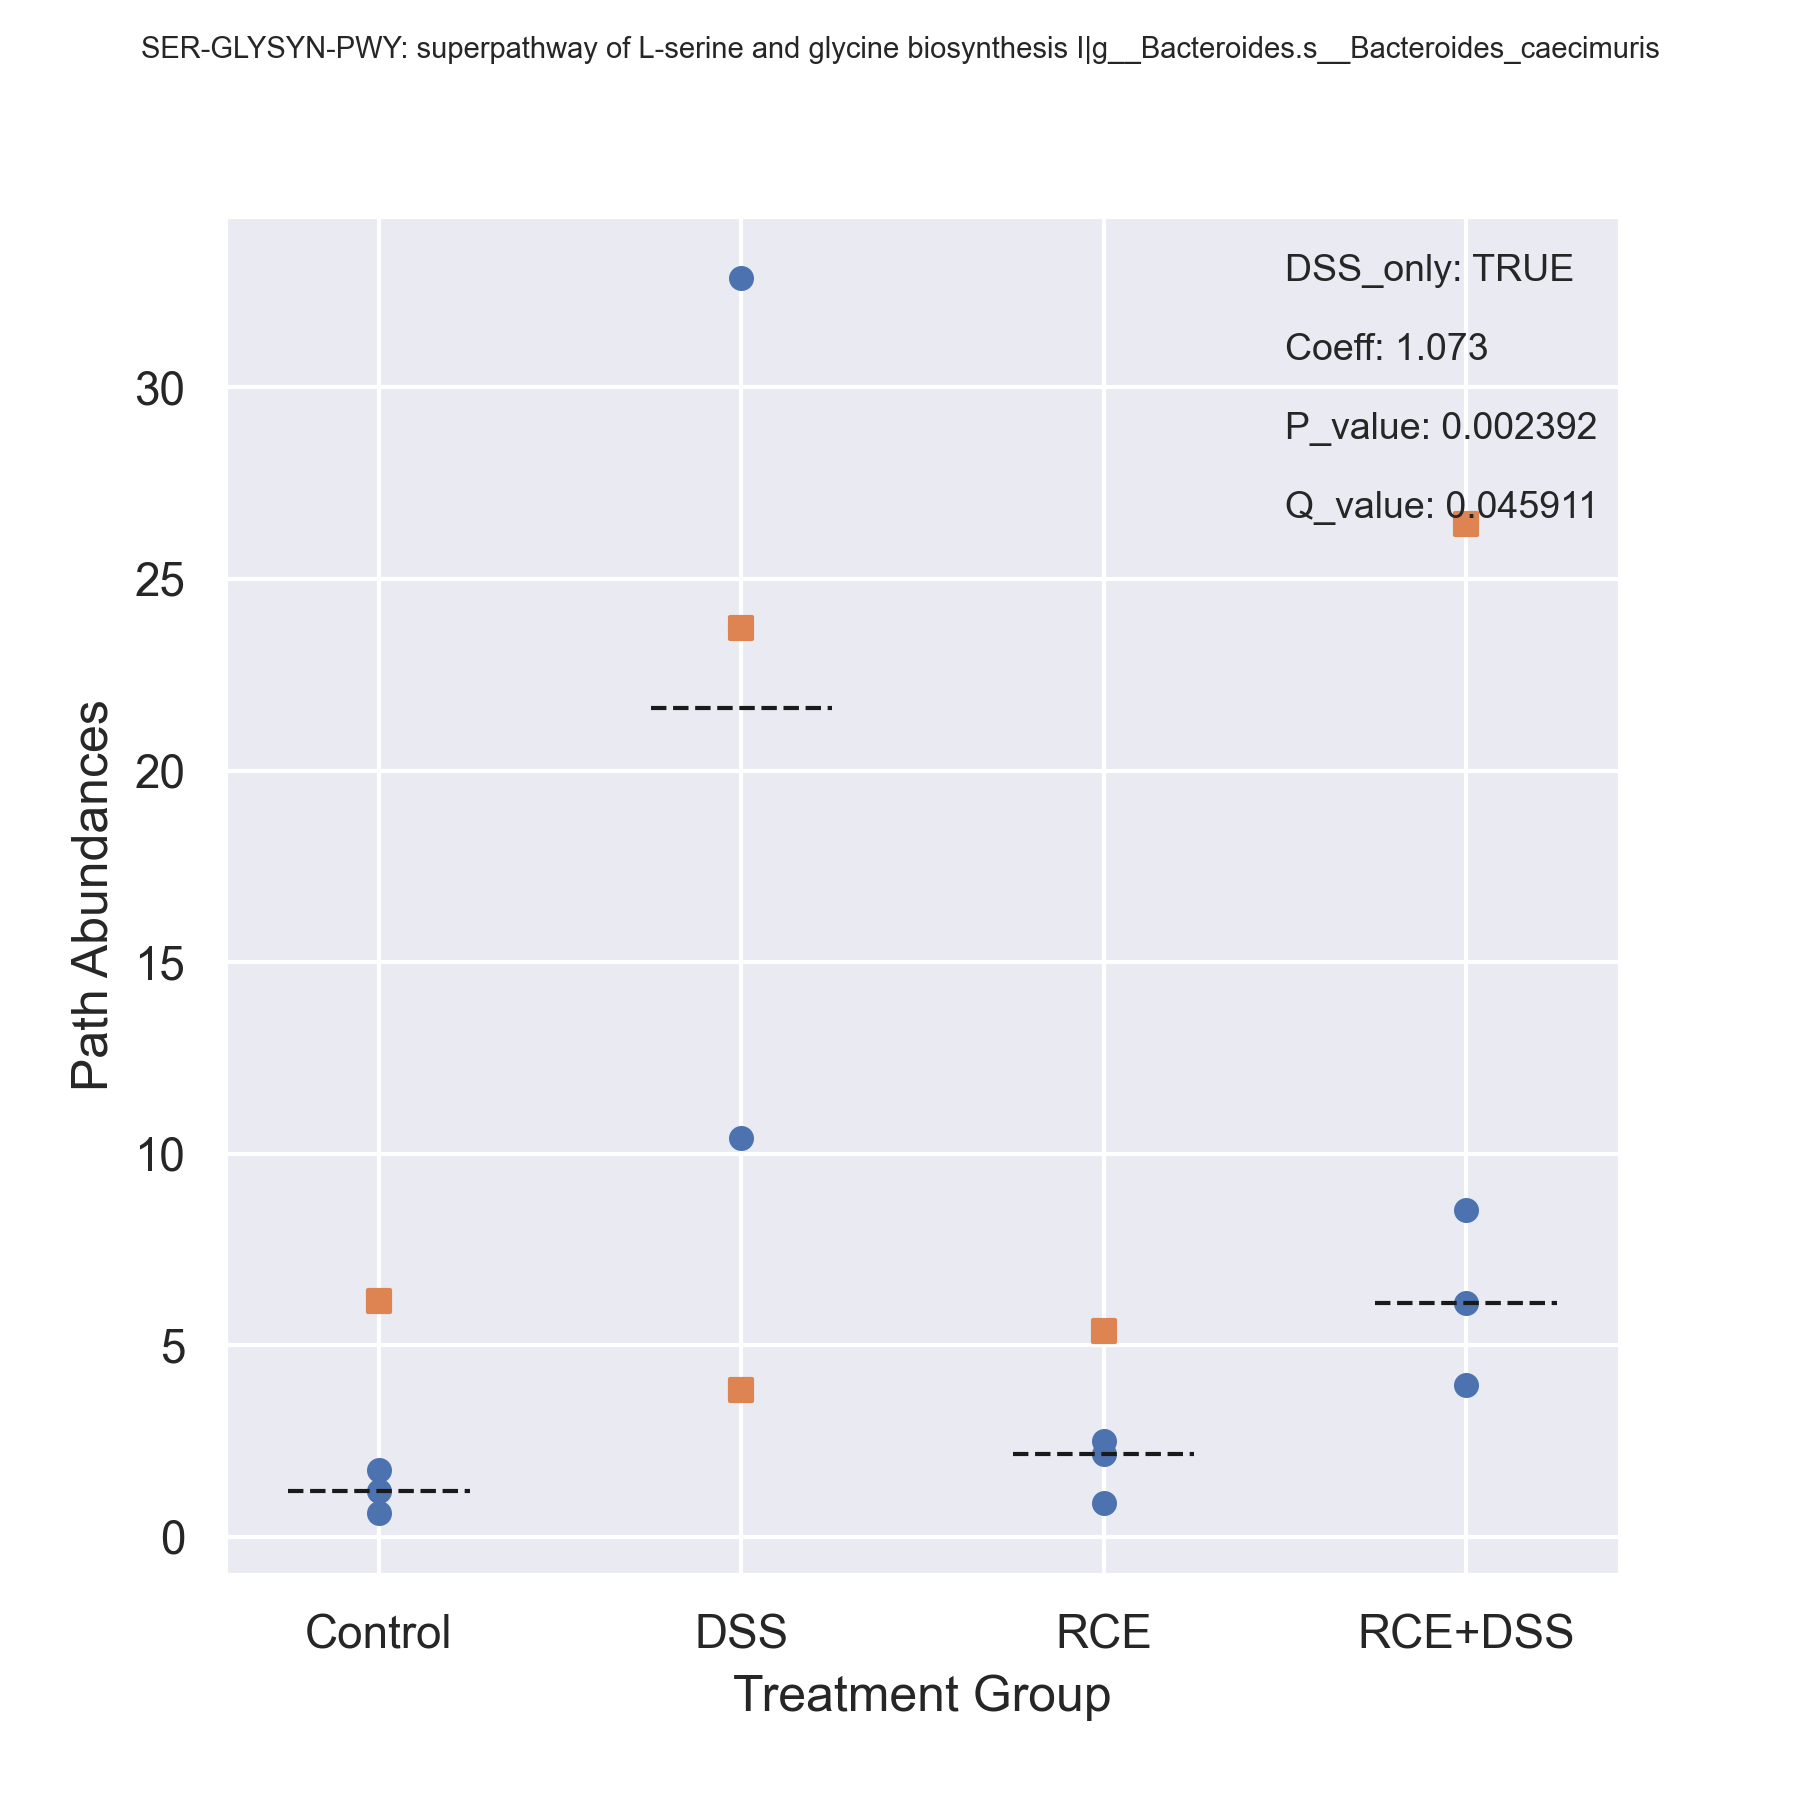 SER-GLYSYN-PWY: superpathway of L-serine and glycine biosynthesis I|g__Bacteroides.s__Bacteroides_caecimuris
DSS_only: TRUE
Coeff: 1.073
P_value: 0.002392
Q_value: 0.045911
30
25
20
15
10
5
0
Path Abundances
Control
DSS
RCE
RCE+DSS
Treatment Group